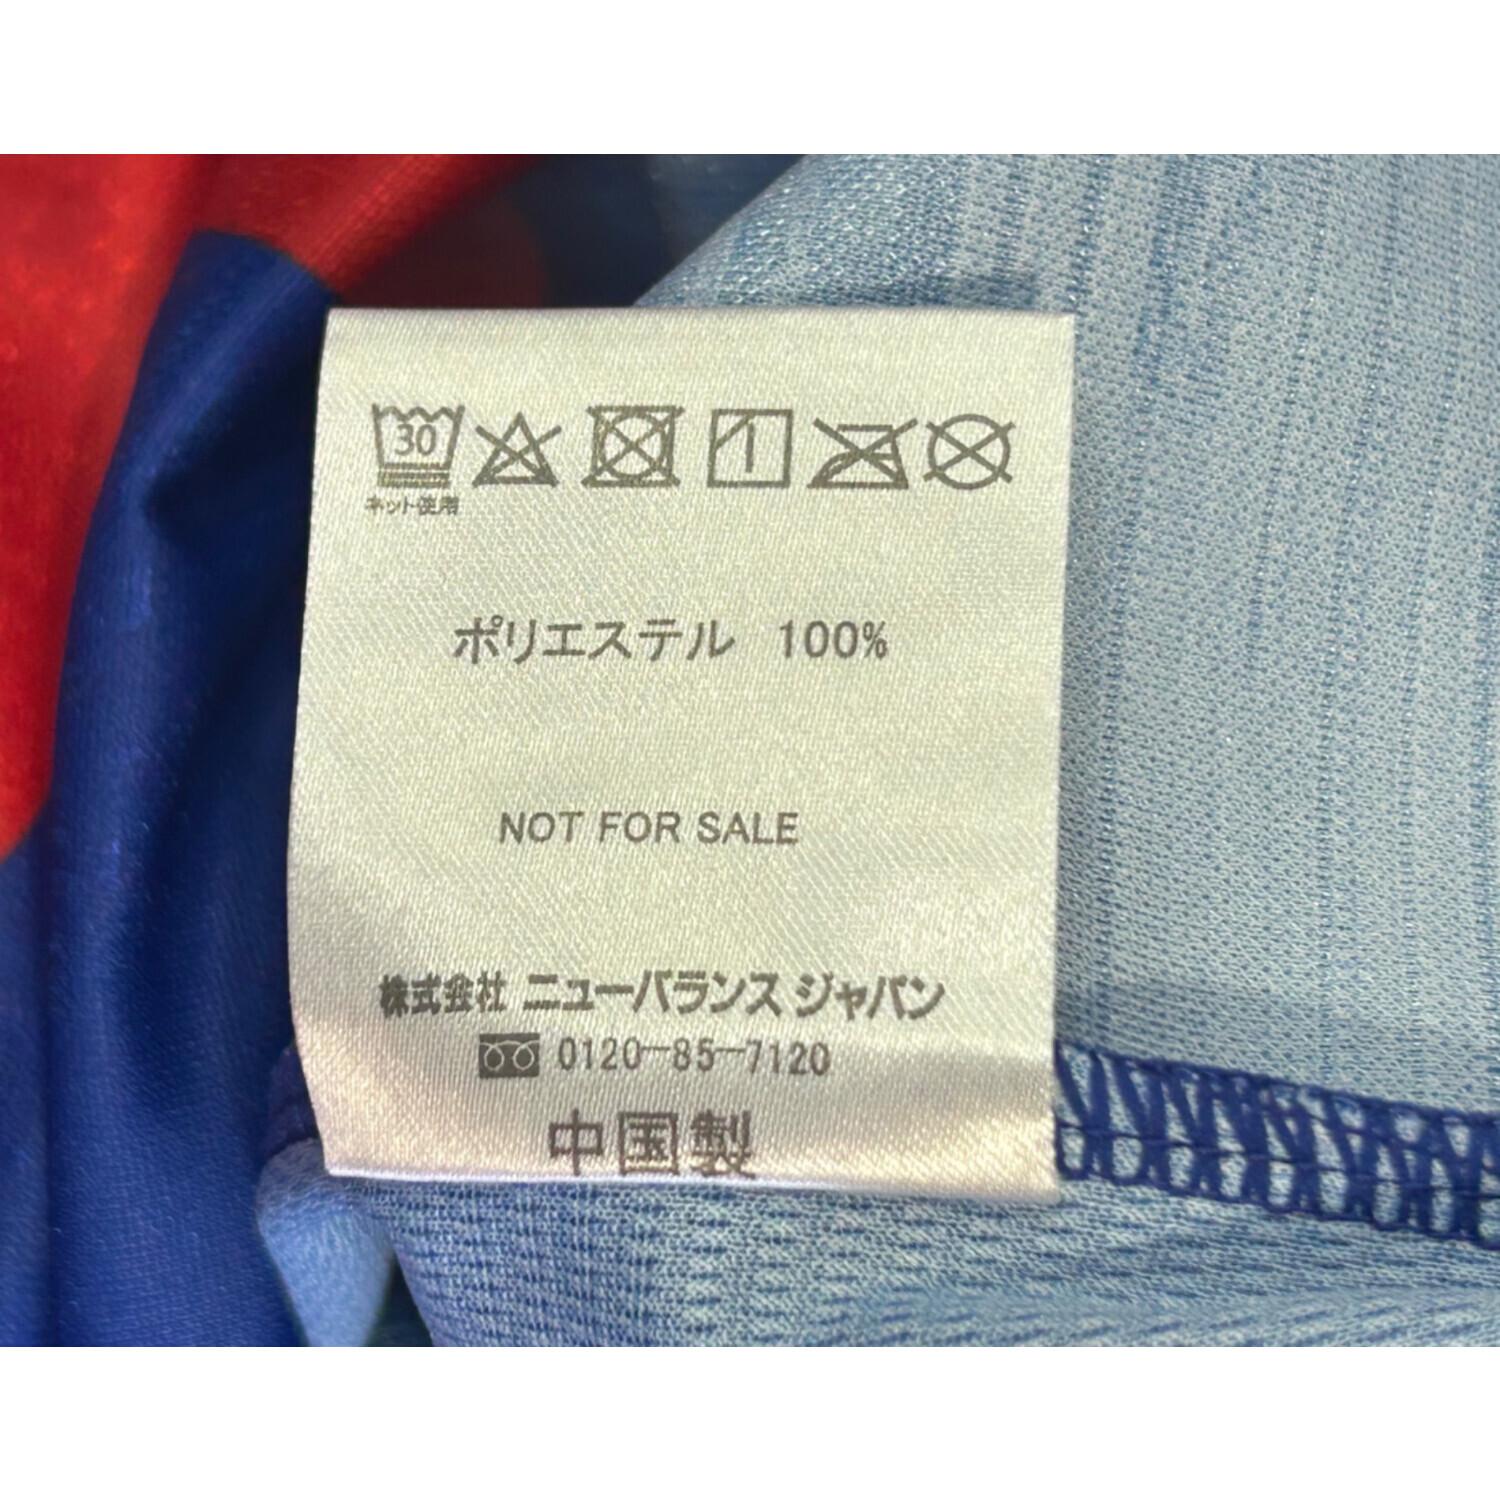 30
ネット使用
ポリエステル 100%
NOT FOR SALE
株式会社 ニューバランス ジャパン
0120-85-7120
中国製